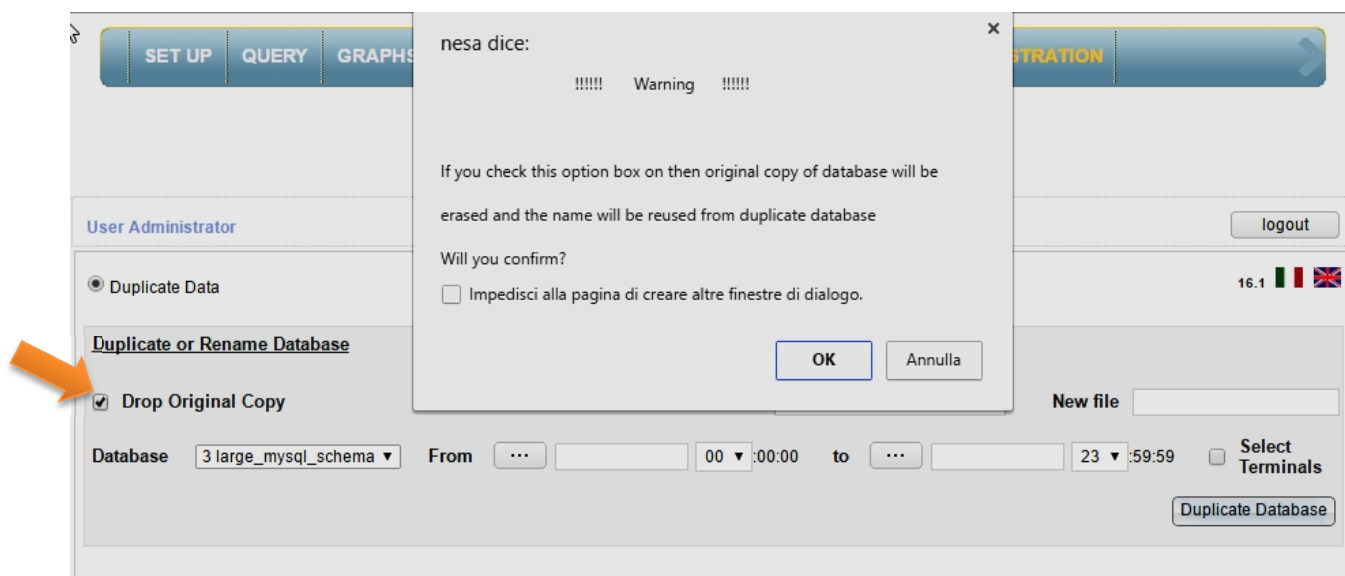 SET UP QUERY GRAPHS STRATION
nesa dice:
!!!!!! Warning !!!!!!
If you check this option box on then original copy of database will be
erased and the name will be reused from duplicate database
Will you confirm?
Impedisci alla pagina di creare altre finestre di dialogo.
OK Annulla
User Administrator logout
Duplicate Data 16.1
Duplicate or Rename Database
Drop Original Copy New file
Database 3 large_mysql_schema From ... 00 :00:00 to ... 23 :59:59 Select
Terminals
Duplicate Database